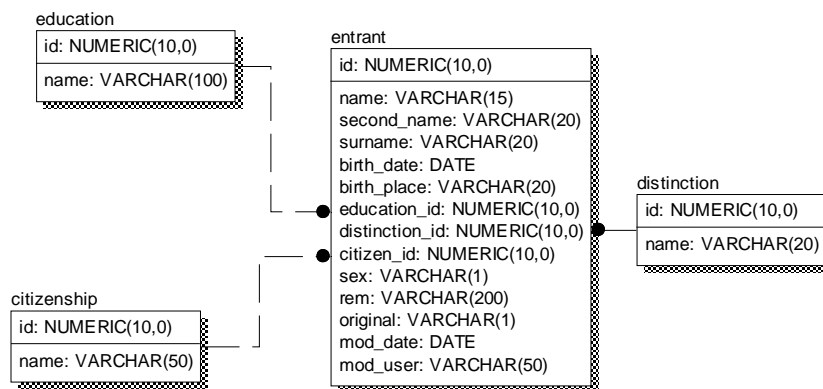 education
id: NUMERIC(10,0)
name: VARCHAR(100)
entrant
id: NUMERIC(10,0)
name: VARCHAR(15)
second_name: VARCHAR(20)
surname: VARCHAR(20)
birth_date: DATE
birth_place: VARCHAR(20)
education_id: NUMERIC(10,0)
distinction_id: NUMERIC(10,0)
citizen_id: NUMERIC(10,0)
sex: VARCHAR(1)
rem: VARCHAR(200)
original: VARCHAR(1)
mod_date: DATE
mod_user: VARCHAR(50)
distinction
id: NUMERIC(10,0)
name: VARCHAR(20)
citizenship
id: NUMERIC(10,0)
name: VARCHAR(50)